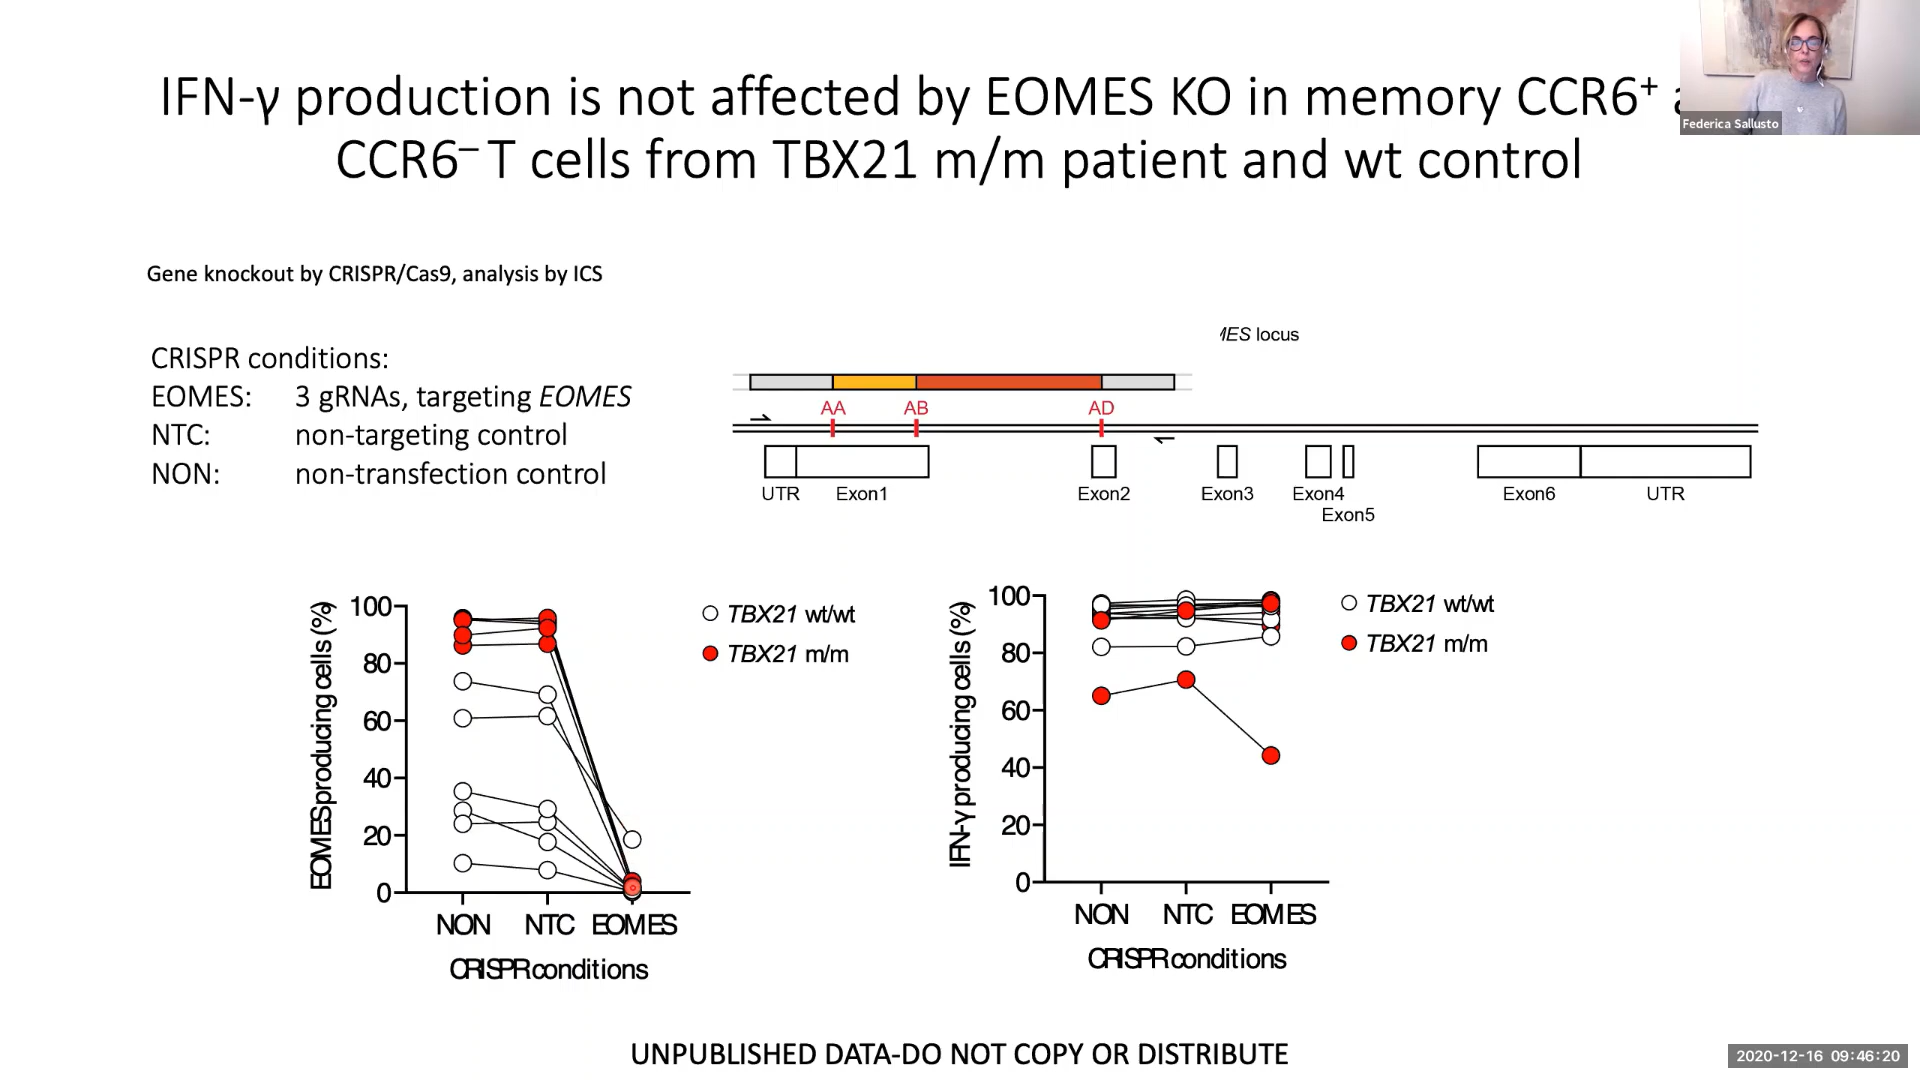 IFN-γ production is not affected by EOMES KO in memory CCR6⁺
CCR6⁻ T cells from TBX21 m/m patient and wt control
Federica Sallusto
Gene knockout by CRISPR/Cas9, analysis by ICS
CRISPR conditions:
EOMES: 3 gRNAs, targeting EOMES
NTC: non-targeting control
NON: non-transfection control
locus
AA AB AD
UTR Exon1 Exon2 Exon3 Exon4 Exon6 UTR
Exon5
EOMES producing cells (%)
100
80
60
40
20
0
NON NTC EOMES
CRISPR conditions
TBX21 wt/wt
TBX21 m/m
IFN-γ producing cells (%)
100
80
60
40
20
0
NON NTC EOMES
CRISPR conditions
TBX21 wt/wt
TBX21 m/m
UNPUBLISHED DATA-DO NOT COPY OR DISTRIBUTE
2020-12-16 09:46:20